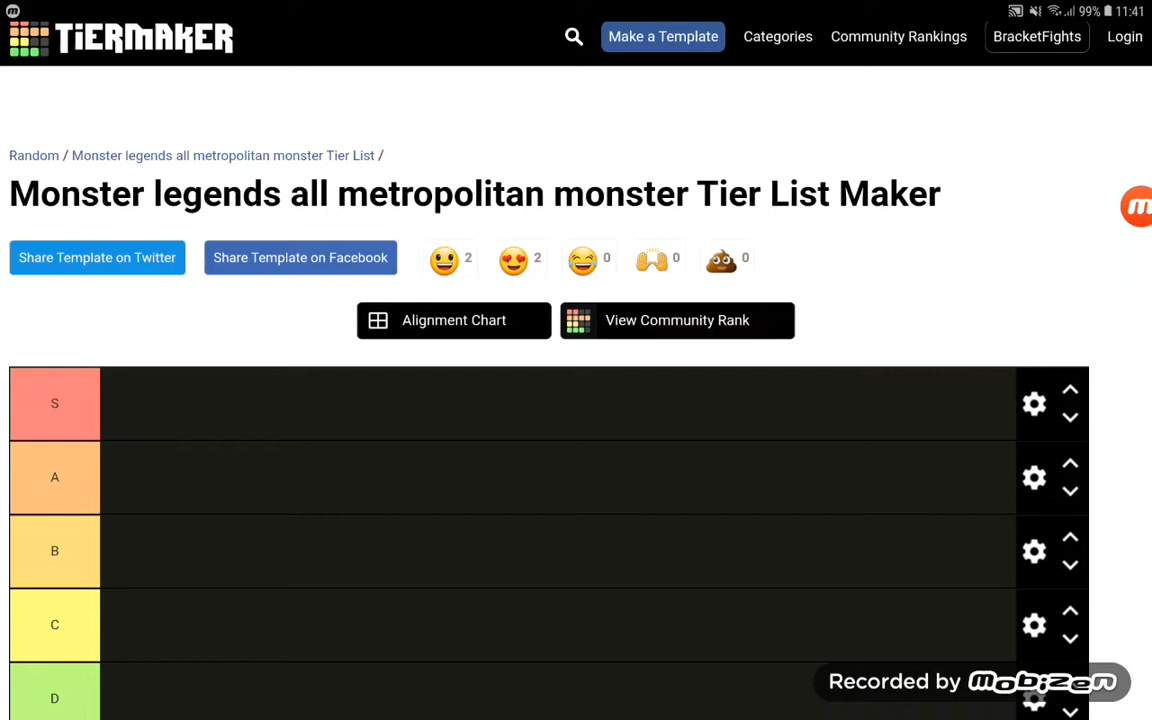 99% 11:41
TiERMAKER
Make a Template Categories Community Rankings BracketFights Login
Random / Monster legends all metropolitan monster Tier List /
Monster legends all metropolitan monster Tier List Maker
Share Template on Twitter Share Template on Facebook 2 2 0 0 0
Alignment Chart View Community Rank
S
A
B
C
D
Recorded by mobizen